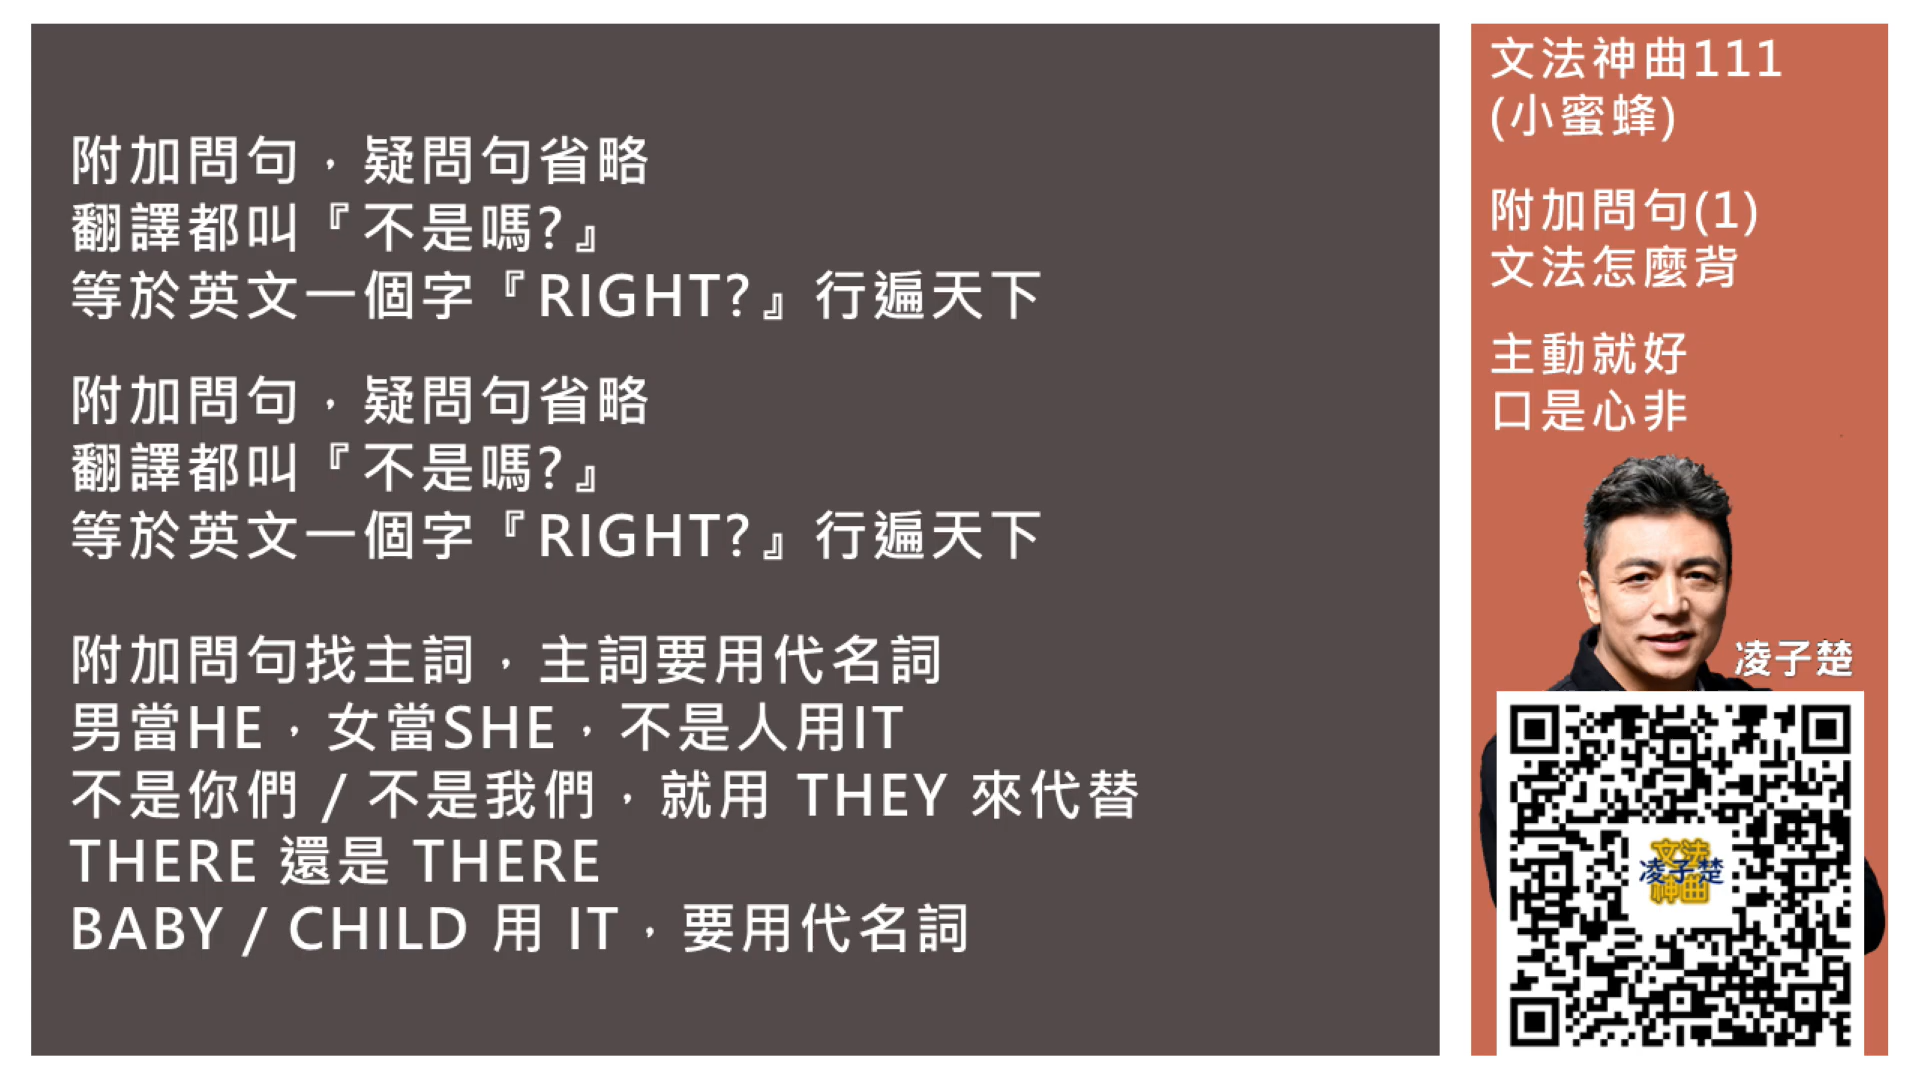 附加問句，疑問句省略
翻譯都叫『不是嗎?』
等於英文一個字『RIGHT?』行遍天下
附加問句，疑問句省略
翻譯都叫『不是嗎?』
等於英文一個字『RIGHT?』行遍天下
附加問句找主詞，主詞要用代名詞
男當HE，女當SHE，不是人用IT
不是你們 / 不是我們，就用 THEY 來代替
THERE 還是 THERE
BABY / CHILD 用 IT，要用代名詞
文法神曲111
(小蜜蜂)
附加問句(1)
文法怎麼背
主動就好
口是心非
凌子楚
文法
凌子楚
神曲